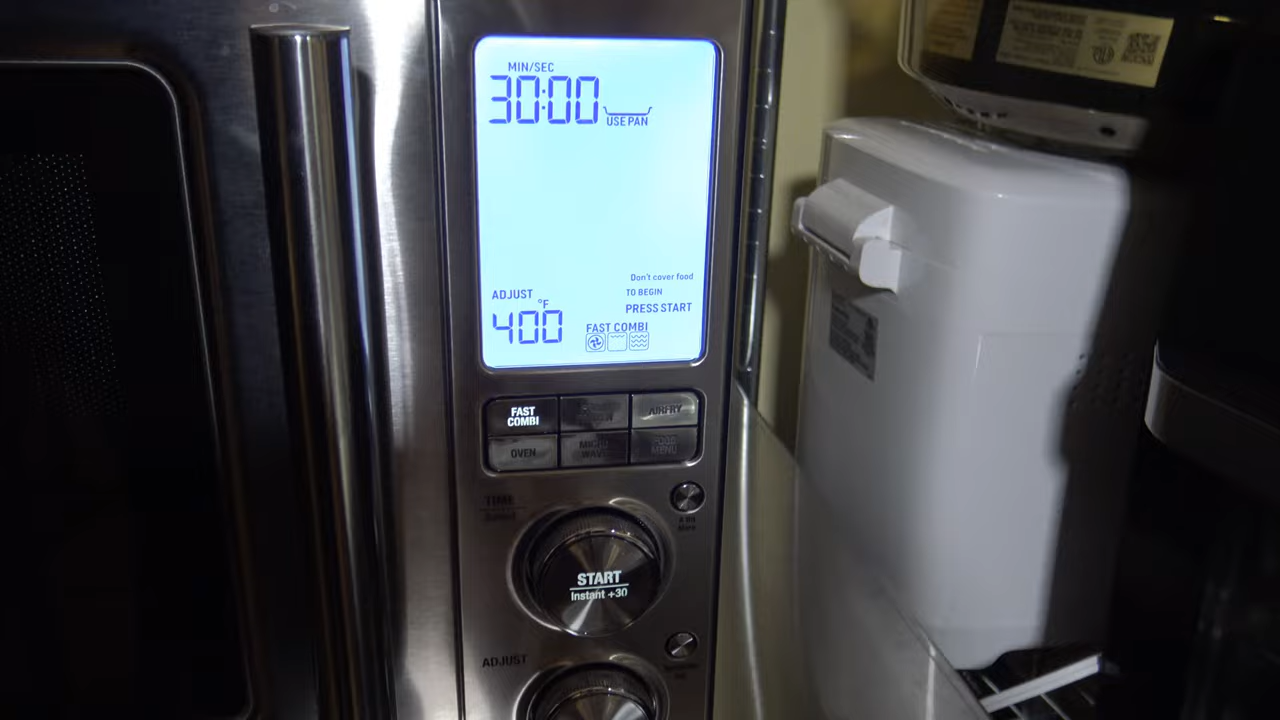 MIN/SEC
30:00
USE PAN
Don't cover food
TO BEGIN
ADJUST
PRESS START
°F
400
FAST COMBI
FAST
COMBI
AIRFRY
OVEN
MICRO
WAVE
FOOD
MENU
TIME
START
Instant +30
ADJUST